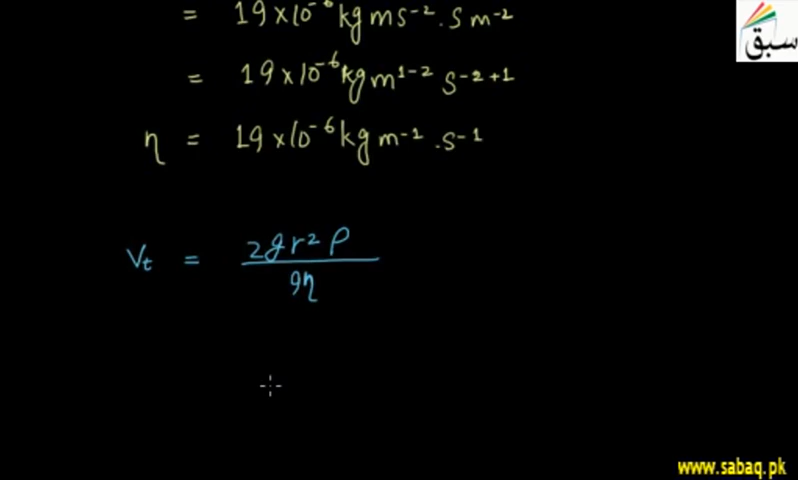 = 19×10⁻⁶ kg ms⁻² . s m⁻²
سبق
= 19×10⁻⁶ kg m¹⁻² s⁻²⁺¹
η = 19×10⁻⁶ kg m⁻¹ . s⁻¹
Vₜ = 2gr²ρ / 9η
www.sabaq.pk